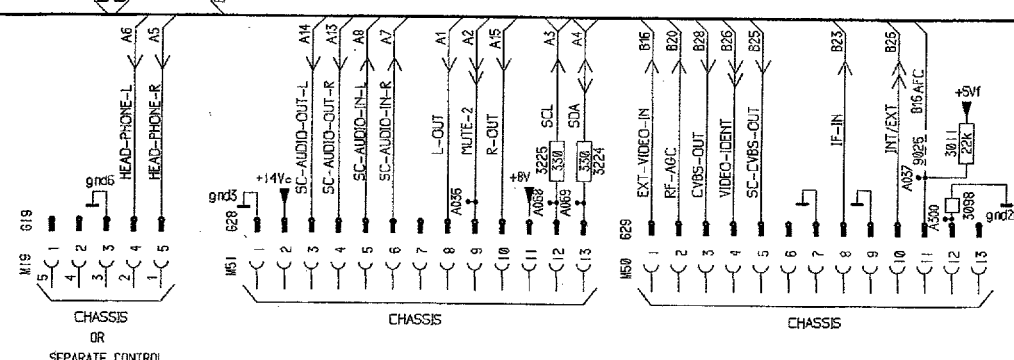 A6
A5
A14
A13
A8
A7
A1
A2
A15
A3
A4
B16
B20
B28
B26
B25
B23
B26
B16 AFC
HEAD-PHONE-L
HEAD-PHONE-R
SC-AUDIO-OUT-L
SC-AUDIO-OUT-R
SC-AUDIO-IN-L
SC-AUDIO-IN-R
L-OUT
MUTE-2
R-OUT
SCL
SDA
EXT-VIDEO-IN
RF-AGC
CVBS-OUT
VIDEO-IDENT
SC-CVBS-OUT
IF-IN
INT/EXT
9026
+5Vf
3011
22k
3225
330
330
3224
gnd6
gnd3
+14Vc
A036
+8V
A068
A069
A037
A300
3098
gnd2
G19
G28
G29
M19
1 2 3 4 5
5 4 3 2 1
M51
1 2 3 4 5 6 7 8 9 10 11 12 13
M50
1 2 3 4 5 6 7 8 9 10 11 12 13
CHASSIS
OR
SEPARATE CONTROL
CHASSIS
CHASSIS